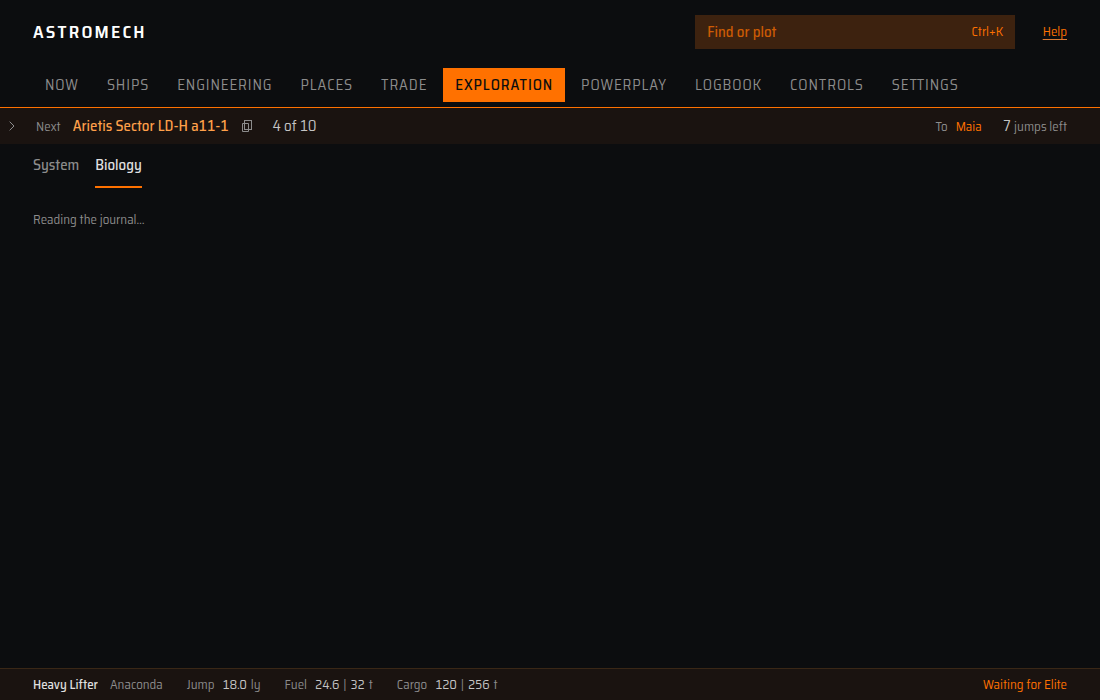 ASTROMECH
Find or plot Ctrl+K
Help
NOW SHIPS ENGINEERING PLACES TRADE EXPLORATION POWERPLAY LOGBOOK CONTROLS SETTINGS
Next Arietis Sector LD-H a11-1 4 of 10 To Maia 7 jumps left
System Biology
Reading the journal...
Heavy Lifter Anaconda Jump 18.0 ly Fuel 24.6 | 32 t Cargo 120 | 256 t Waiting for Elite